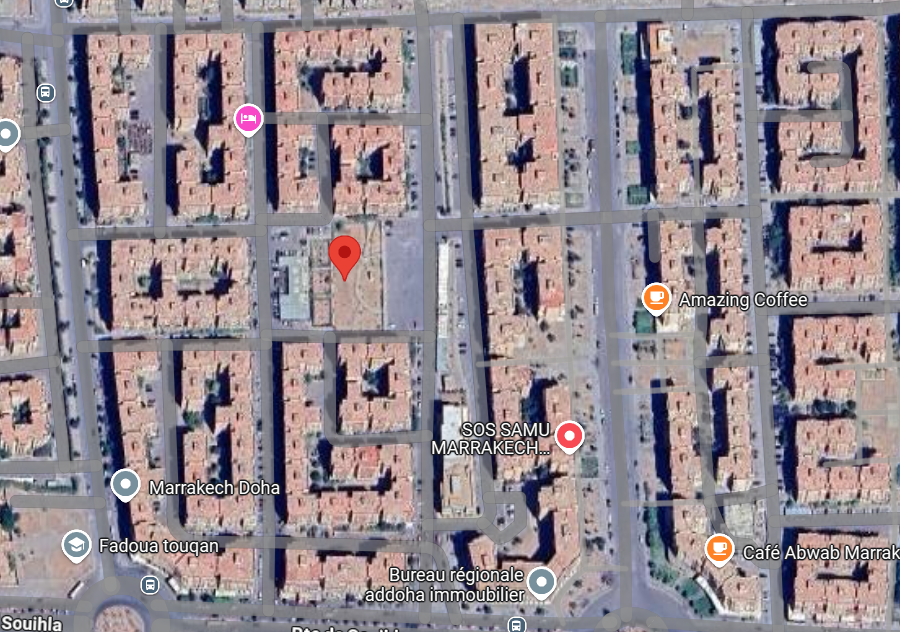 Amazing Coffee
SOS SAMU
MARRAKECH...
Marrakech Doha
Fadoua touqan
Café Abwab Marrak
Bureau régionale
addoha immoubilier
Souihla